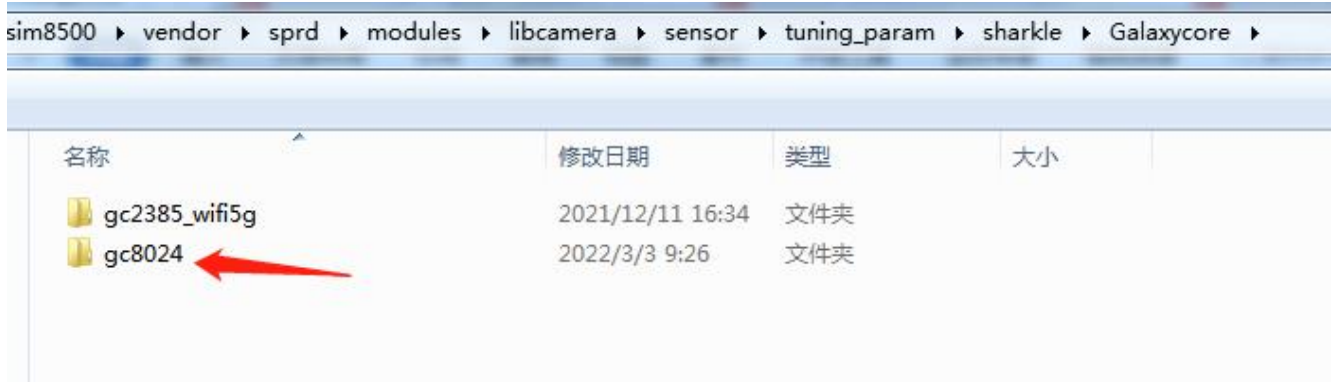 sim8500 ▸ vendor ▸ sprd ▸ modules ▸ libcamera ▸ sensor ▸ tuning_param ▸ sharkle ▸ Galaxycore ▸
名称 修改日期 类型 大小
gc2385_wifi5g 2021/12/11 16:34 文件夹
gc8024 2022/3/3 9:26 文件夹